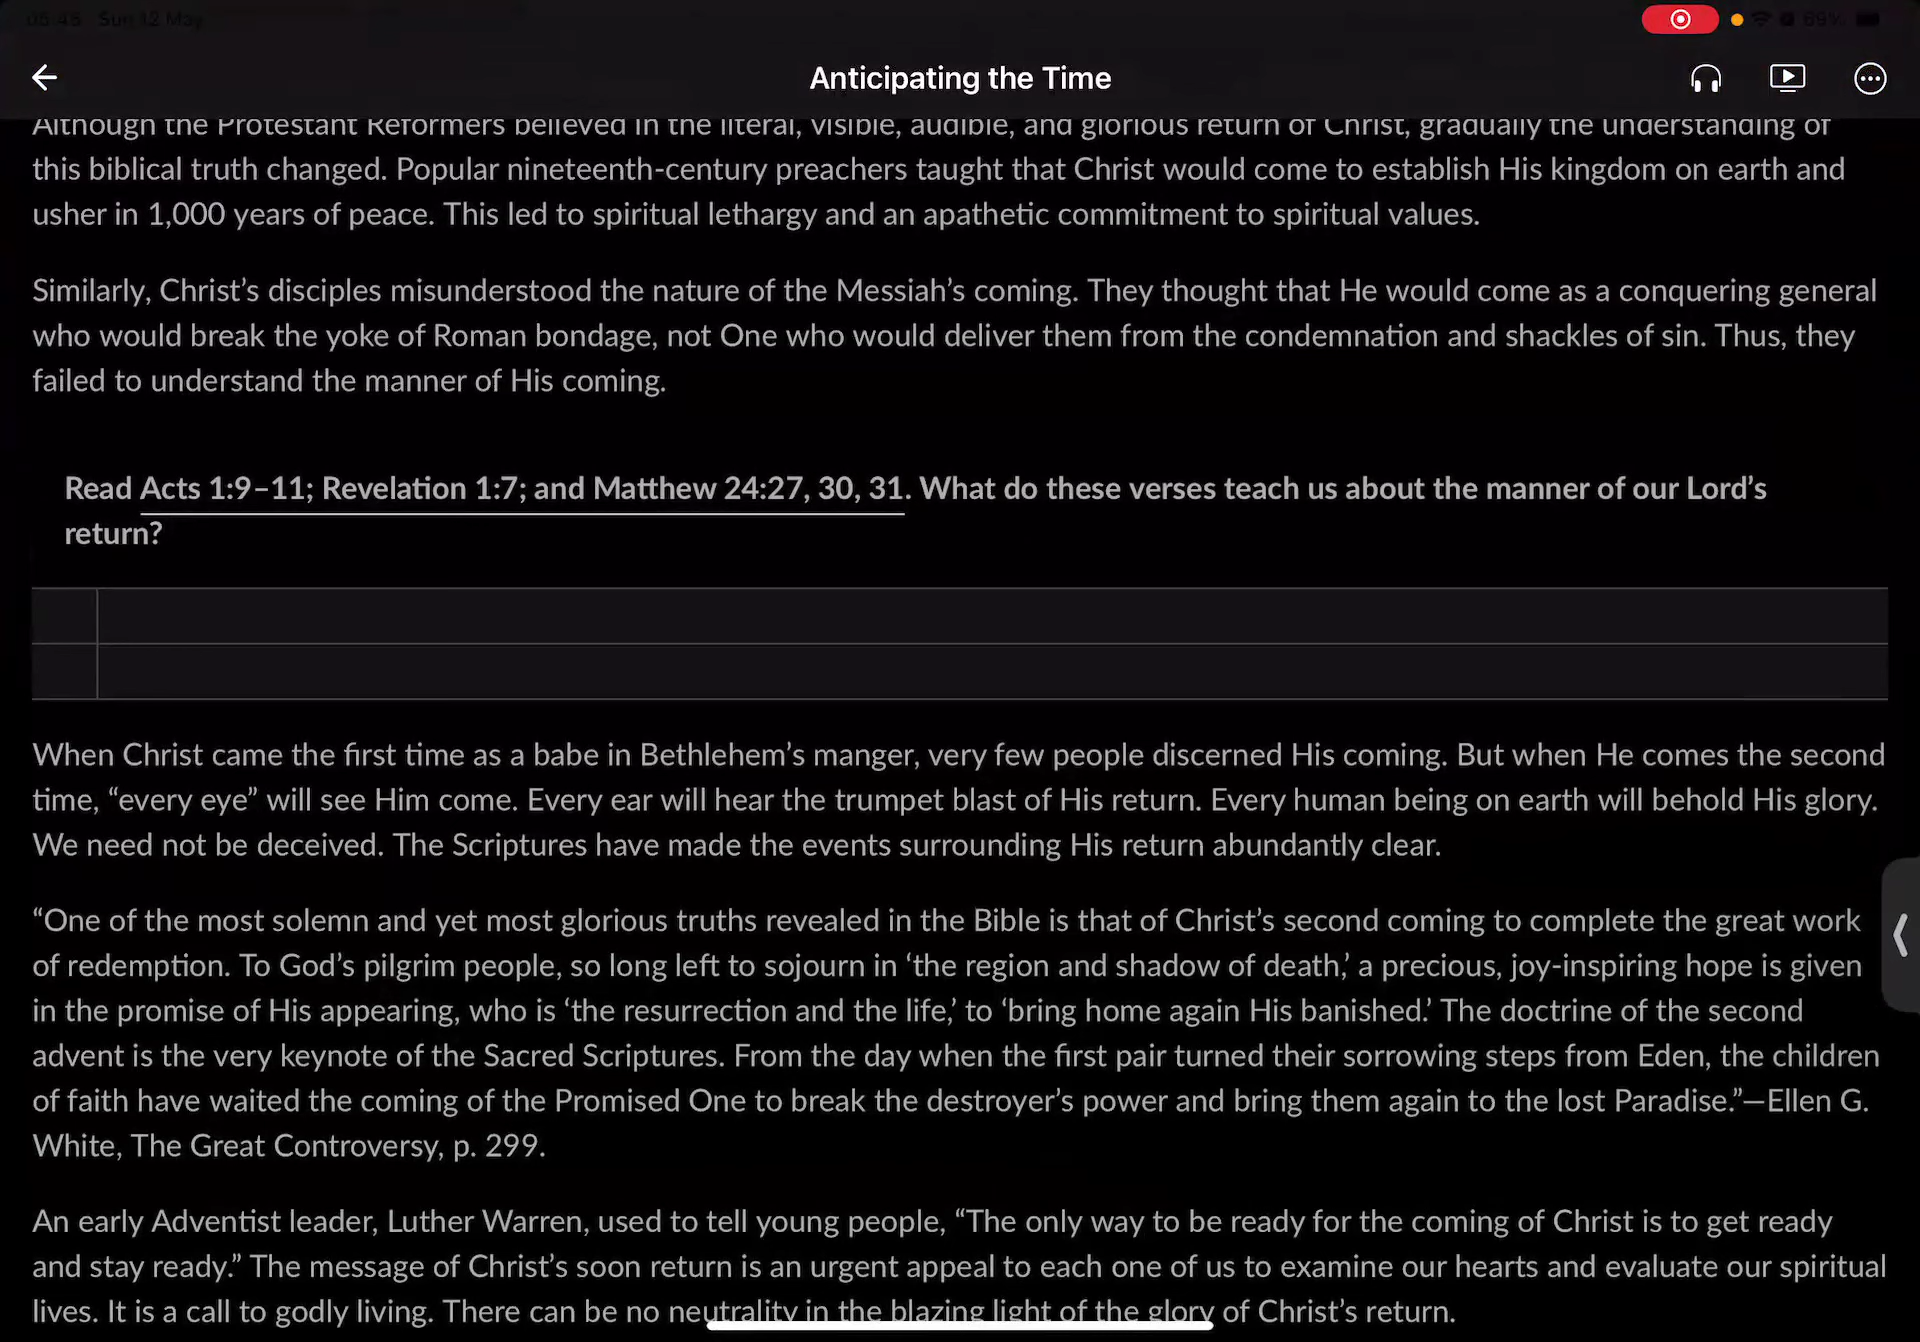 05:45 Sun 12 May
69%
Anticipating the Time
Although the Protestant Reformers believed in the literal, visible, audible, and glorious return of Christ, gradually the understanding of
this biblical truth changed. Popular nineteenth-century preachers taught that Christ would come to establish His kingdom on earth and
usher in 1,000 years of peace. This led to spiritual lethargy and an apathetic commitment to spiritual values.
Similarly, Christ’s disciples misunderstood the nature of the Messiah’s coming. They thought that He would come as a conquering general
who would break the yoke of Roman bondage, not One who would deliver them from the condemnation and shackles of sin. Thus, they
failed to understand the manner of His coming.
Read Acts 1:9–11; Revelation 1:7; and Matthew 24:27, 30, 31. What do these verses teach us about the manner of our Lord’s
return?
When Christ came the first time as a babe in Bethlehem’s manger, very few people discerned His coming. But when He comes the second
time, “every eye” will see Him come. Every ear will hear the trumpet blast of His return. Every human being on earth will behold His glory.
We need not be deceived. The Scriptures have made the events surrounding His return abundantly clear.
“One of the most solemn and yet most glorious truths revealed in the Bible is that of Christ’s second coming to complete the great work
of redemption. To God’s pilgrim people, so long left to sojourn in ‘the region and shadow of death,’ a precious, joy-inspiring hope is given
in the promise of His appearing, who is ‘the resurrection and the life,’ to ‘bring home again His banished.’ The doctrine of the second
advent is the very keynote of the Sacred Scriptures. From the day when the first pair turned their sorrowing steps from Eden, the children
of faith have waited the coming of the Promised One to break the destroyer’s power and bring them again to the lost Paradise.”—Ellen G.
White, The Great Controversy, p. 299.
An early Adventist leader, Luther Warren, used to tell young people, “The only way to be ready for the coming of Christ is to get ready
and stay ready.” The message of Christ’s soon return is an urgent appeal to each one of us to examine our hearts and evaluate our spiritual
lives. It is a call to godly living. There can be no neutrality in the blazing light of the glory of Christ’s return.